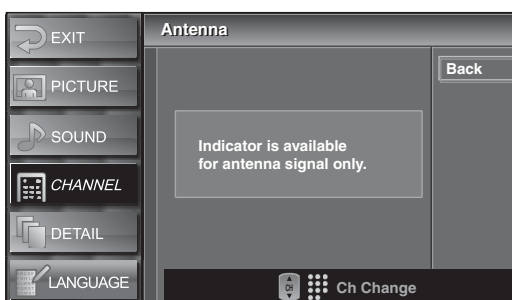 EXIT
PICTURE
SOUND
CHANNEL
DETAIL
LANGUAGE
Antenna
Back
Indicator is available
for antenna signal only.
CH
Ch Change